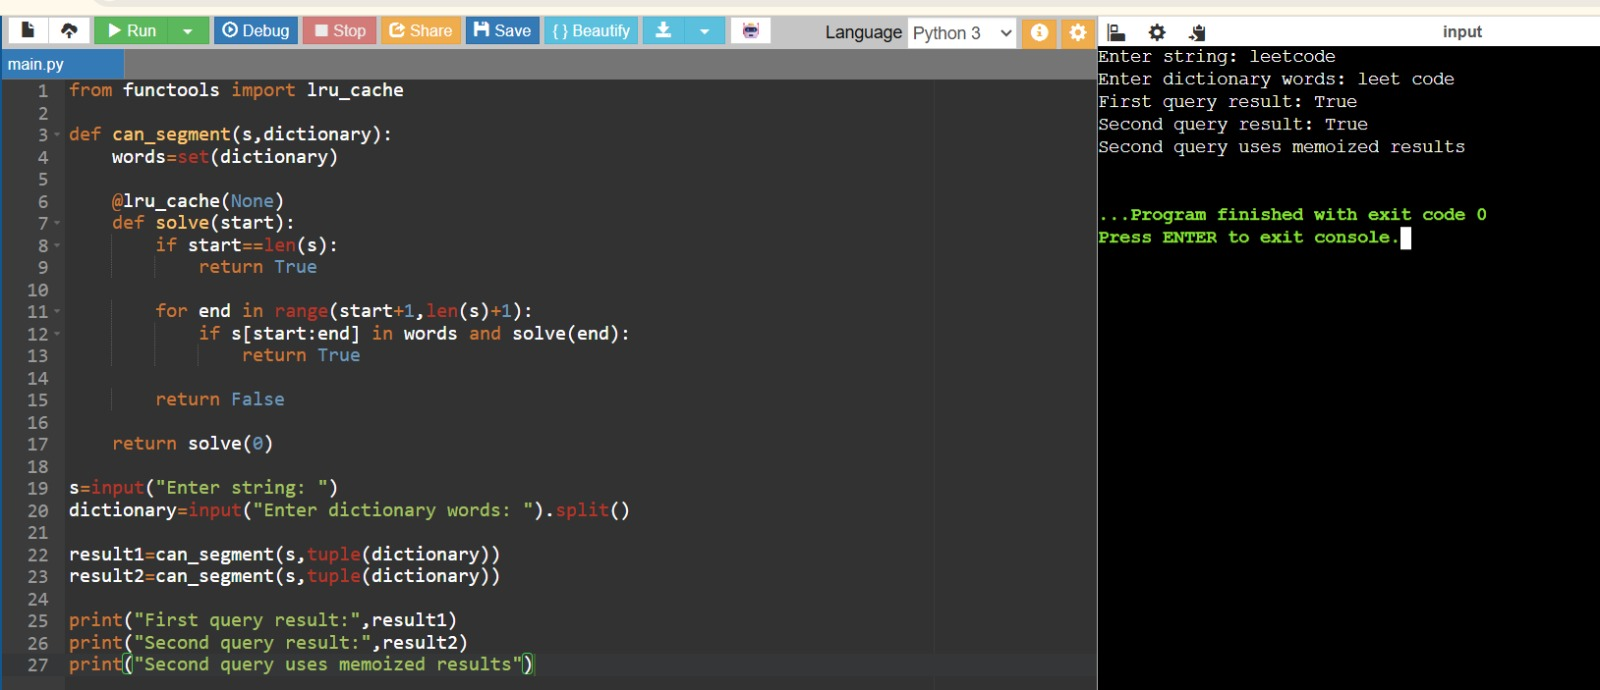 Run Debug Stop Share Save { } Beautify Language Python 3 input
main.py
1 from functools import lru_cache
2
3 def can_segment(s,dictionary):
4     words=set(dictionary)
5
6     @lru_cache(None)
7     def solve(start):
8         if start==len(s):
9             return True
10
11         for end in range(start+1,len(s)+1):
12             if s[start:end] in words and solve(end):
13                 return True
14
15         return False
16
17     return solve(0)
18
19 s=input("Enter string: ")
20 dictionary=input("Enter dictionary words: ").split()
21
22 result1=can_segment(s,tuple(dictionary))
23 result2=can_segment(s,tuple(dictionary))
24
25 print("First query result:",result1)
26 print("Second query result:",result2)
27 print("Second query uses memoized results")
Enter string: leetcode
Enter dictionary words: leet code
First query result: True
Second query result: True
Second query uses memoized results
...Program finished with exit code 0
Press ENTER to exit console.